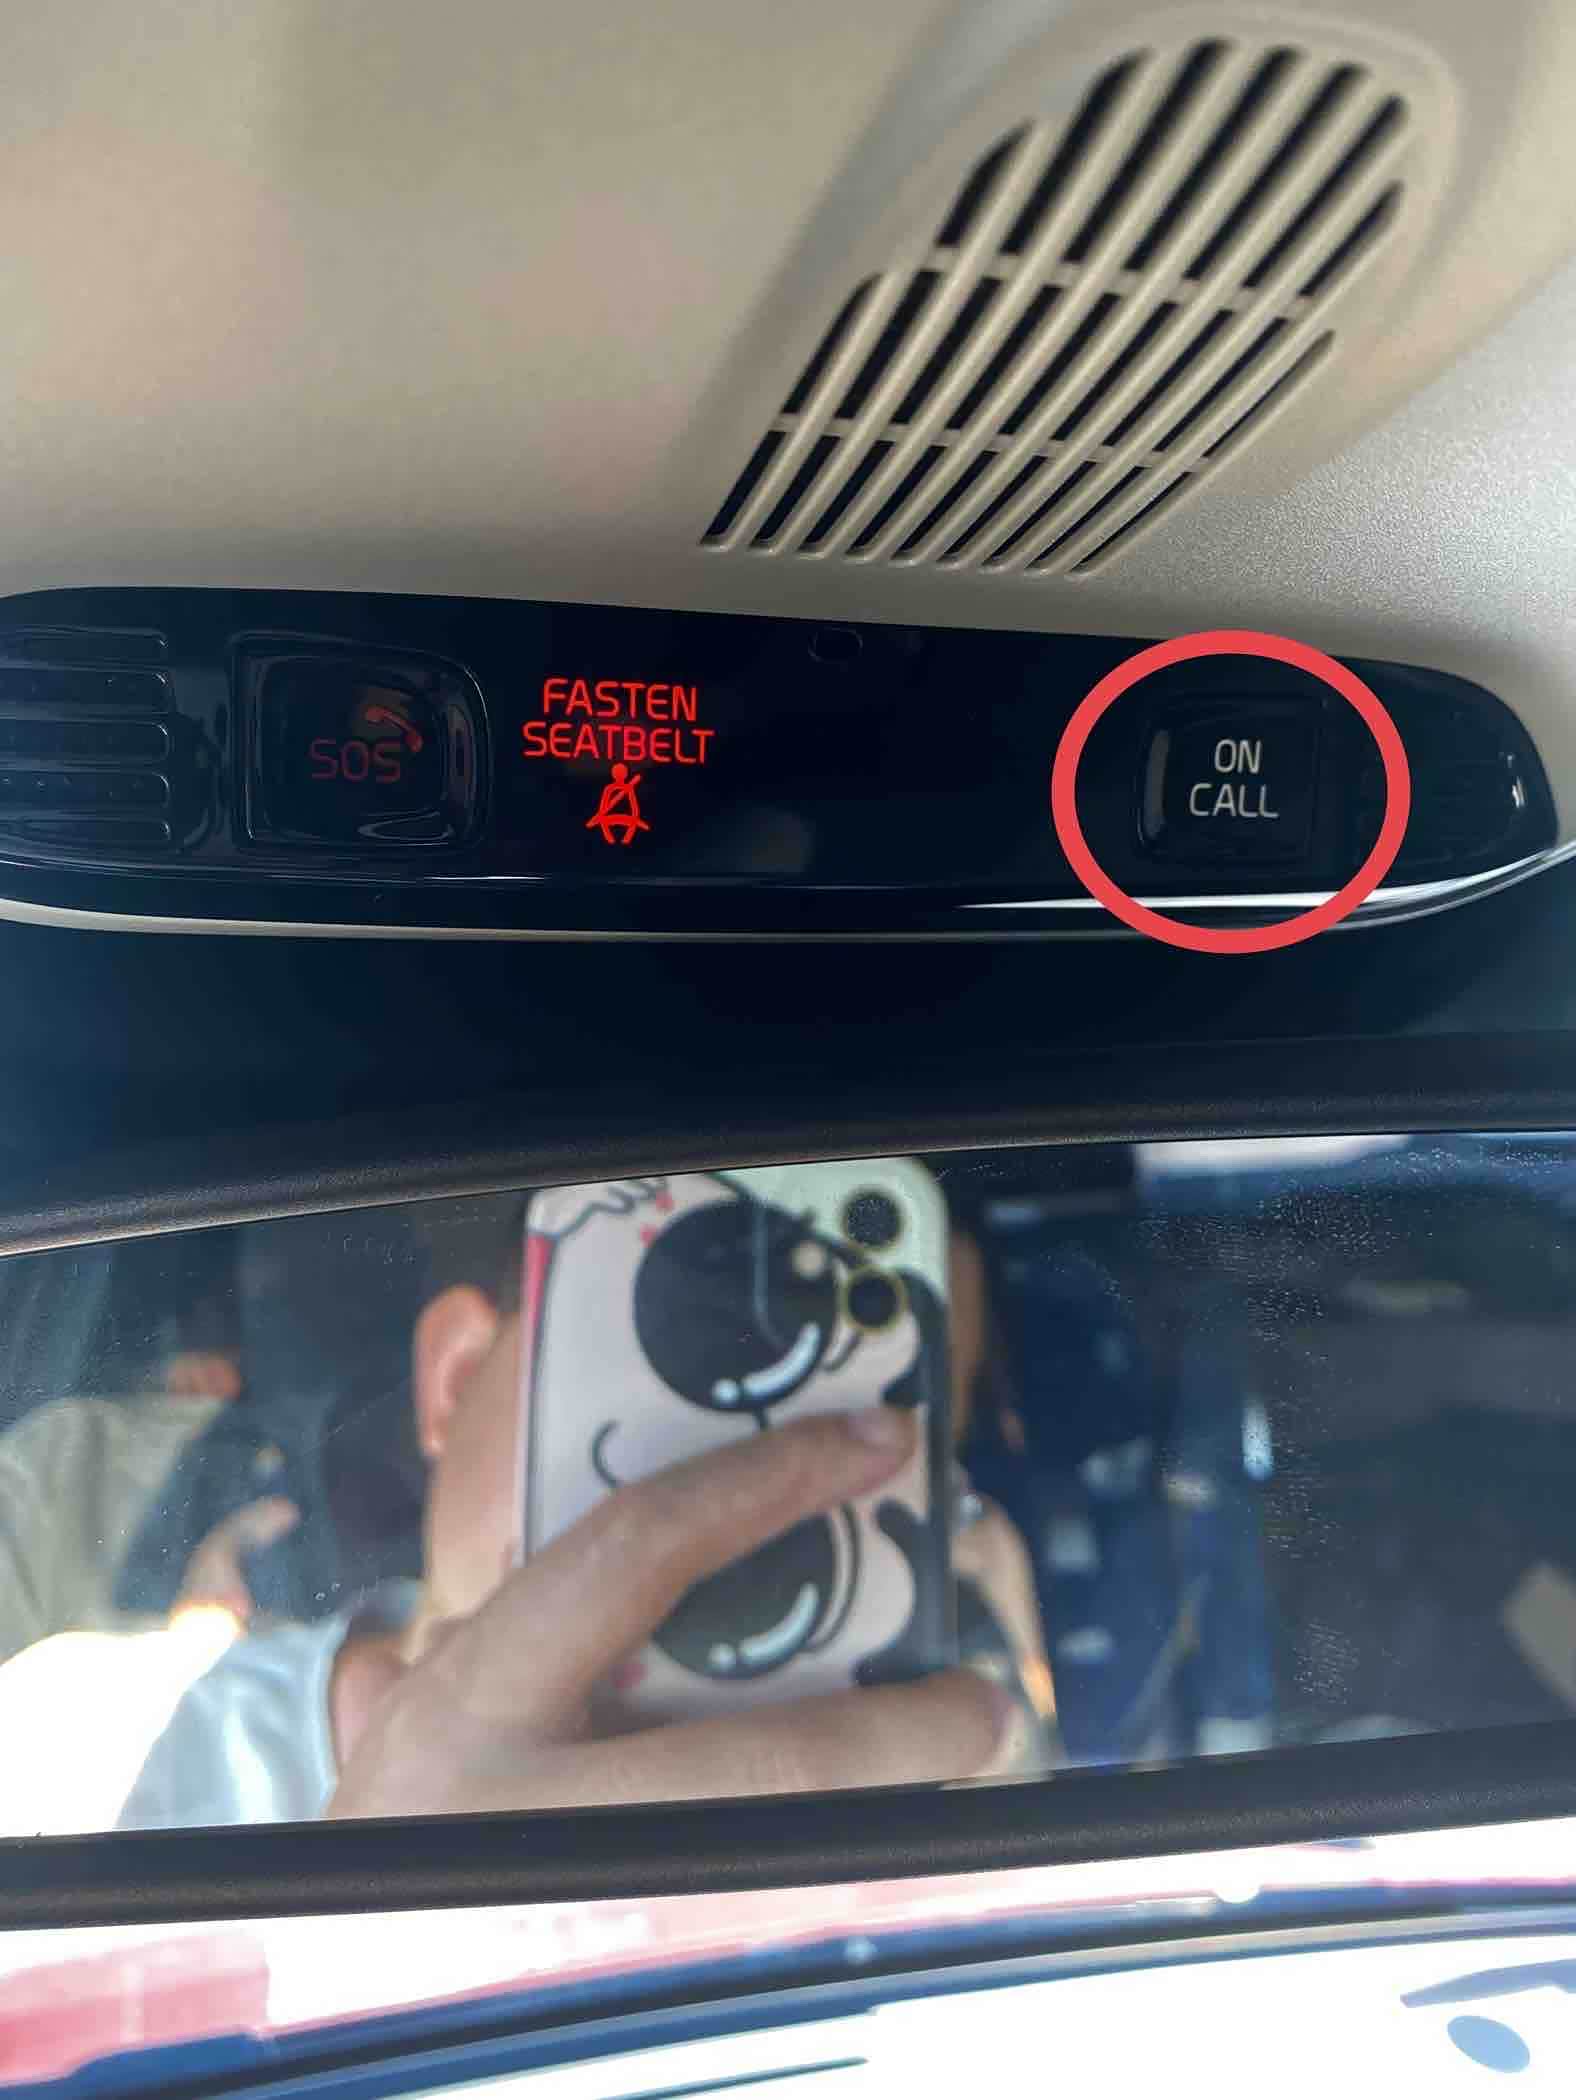 SOS
FASTEN
SEATBELT
ON
CALL